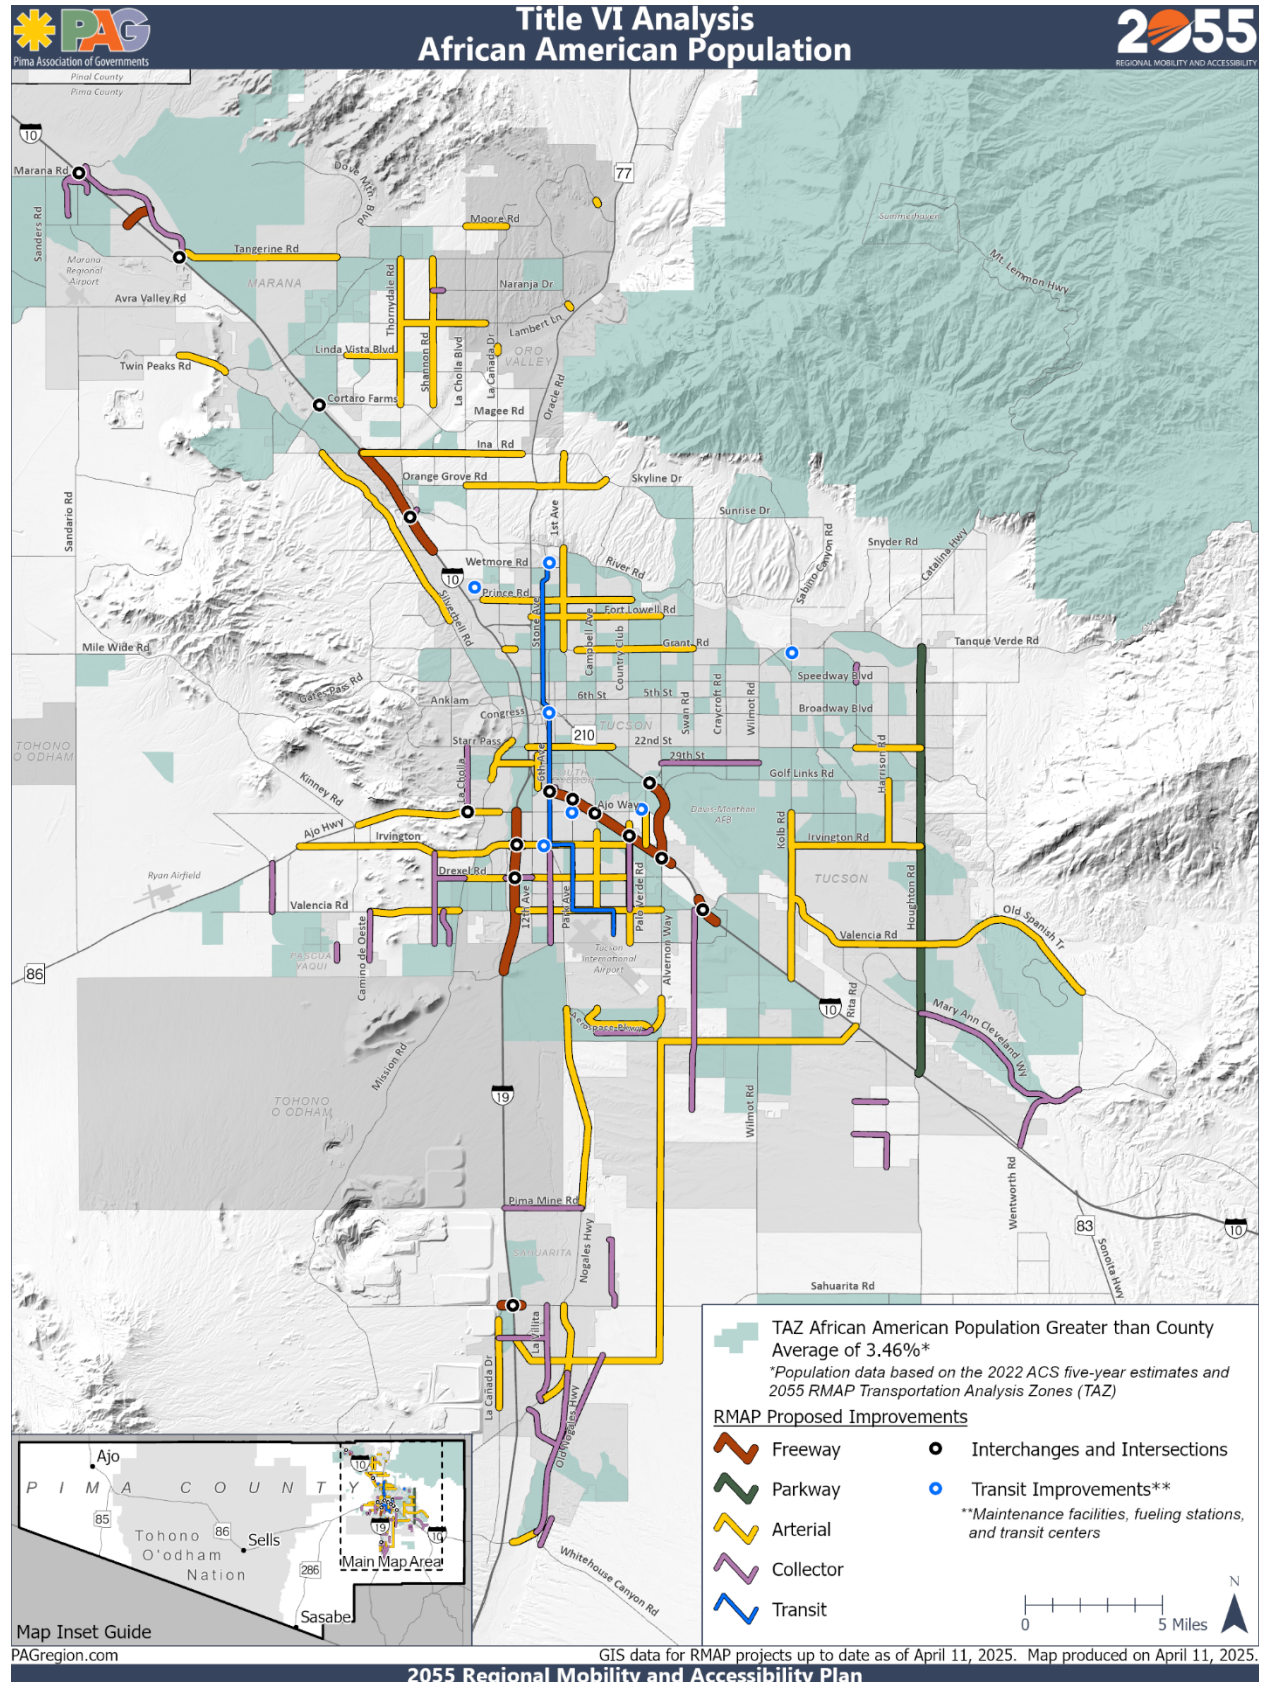 PAG
Pima Association of Governments
Title VI Analysis
African American Population
2055
REGIONAL MOBILITY AND ACCESSIBILITY
Pinal County
Pima County
10
Marana Rd
Sanders Rd
Dove Mtn. Blvd
77
Moore Rd
Summerhaven
Mt. Lemmon Hwy
Tangerine Rd
Marana
Regional
Airport
MARANA
Avra Valley Rd
Thornydale Rd
Naranja Dr
Lambert Ln
Linda Vista Blvd
Shannon Rd
La Cholla Blvd
La Cañada Dr
ORO
VALLEY
Twin Peaks Rd
Oracle Rd
Cortaro Farms
Magee Rd
Ina Rd
Orange Grove Rd
Skyline Dr
Sandario Rd
1st Ave
Sunrise Dr
Sabino Canyon Rd
Snyder Rd
Catalina Hwy
Wetmore Rd
River Rd
10
Prince Rd
Silverbell Rd
Stone Ave
Fort Lowell Rd
Campbell Ave
Country Club
Mile Wide Rd
Grant Rd
Tanque Verde Rd
Speedway Blvd
Gates Pass Rd
Anklam
6th St
5th St
Swan Rd
Craycroft Rd
Wilmot Rd
Broadway Blvd
Congress
TUCSON
210
Starr Pass
22nd St
TOHONO
O ODHAM
6th Ave
29th St
Harrison Rd
La Cholla
SOUTH
Golf Links Rd
Kinney Rd
Ajo Way
Davis-Monthan
AFB
Ajo Hwy
Irvington
Kolb Rd
Irvington Rd
Ryan Airfield
Drexel Rd
TUCSON
Houghton Rd
Valencia Rd
12th Ave
Park Ave
Palo Verde Rd
Old Spanish Tr
Valencia Rd
PASCUA
YAQUI
Camino de Oeste
Tucson
International
Airport
Alvernon Way
86
Rita Rd
10
Mary Ann Cleveland Wy
Aerospace Pkwy
Mission Rd
TOHONO
O ODHAM
19
Wilmot Rd
Pima Mine Rd
Wentworth Rd
83
10
SAHUARITA
Nogales Hwy
Sonoita Hwy
Sahuarita Rd
La Villita
La Cañada Dr
Old Nogales Hwy
Whitehouse Canyon Rd
TAZ African American Population Greater than County
Average of 3.46%*
*Population data based on the 2022 ACS five-year estimates and
2055 RMAP Transportation Analysis Zones (TAZ)
RMAP Proposed Improvements
Freeway
Interchanges and Intersections
Parkway
Transit Improvements**
**Maintenance facilities, fueling stations,
and transit centers
Arterial
Collector
Transit
N
0 5 Miles
Ajo
10
PIMA COUNTY
85
86
Tohono
O'odham
Nation
Sells
19
10
286
Main Map Area
Sasabe
Map Inset Guide
PAGregion.com
GIS data for RMAP projects up to date as of April 11, 2025. Map produced on April 11, 2025.
2055 Regional Mobility and Accessibility Plan